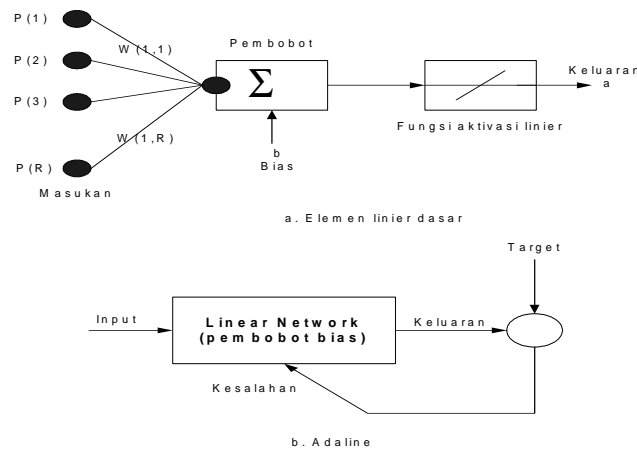 P(1)
P(2)
P(3)
P(R)
Masukan
W(1,1)
W(1,R)
Pembobot
Σ
b
Bias
Fungsi aktivasi linier
Keluaran
a
a. Elemen linier dasar
Target
Input
Linear Network
(pembobot bias)
Keluaran
Kesalahan
b. Adaline